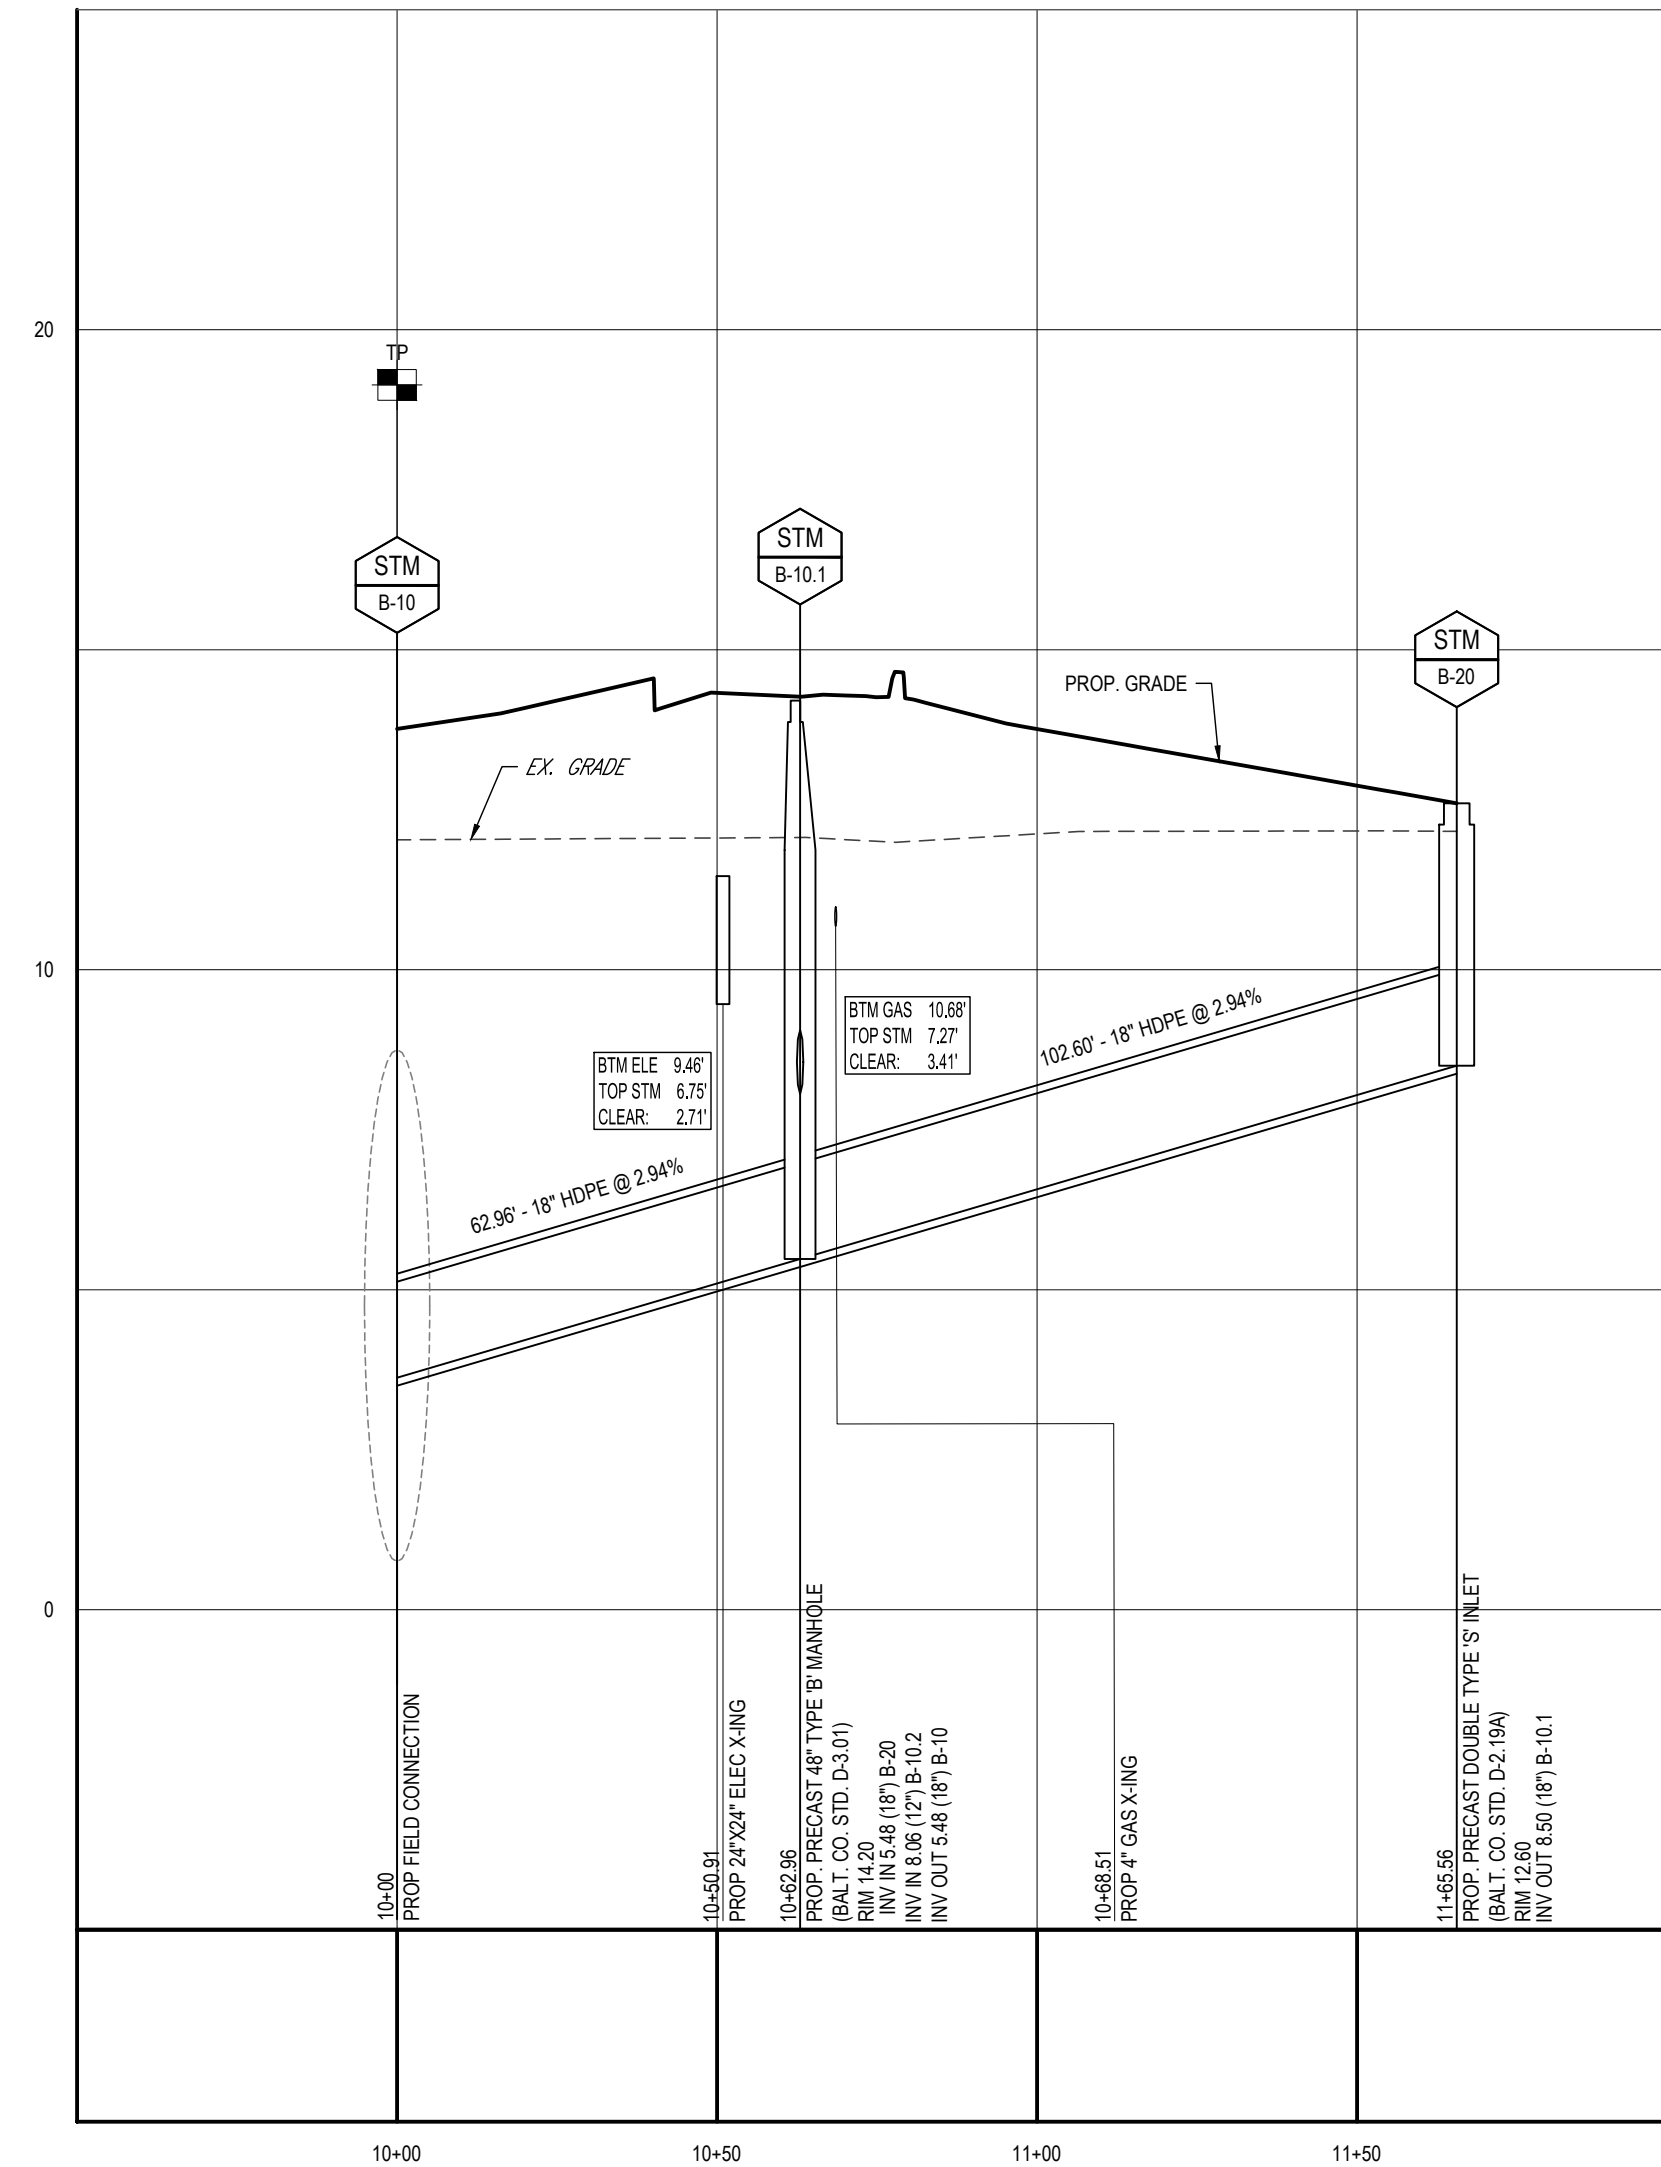 20
TP
STM
B-10.1
STM
B-10
STM
B-20
PROP. GRADE
EX. GRADE
10
BTM GAS 10.68'
TOP STM 7.27'
CLEAR: 3.41'
102.60' - 18" HDPE @ 2.94%
BTM ELE 9.46'
TOP STM 6.75'
CLEAR: 2.71'
62.96' - 18" HDPE @ 2.94%
0
10+00
PROP FIELD CONNECTION
10+50.91
PROP 24"X24" ELEC X-ING
10+62.96
PROP. PRECAST 48" TYPE 'B' MANHOLE
(BALT. CO. STD. D-3.01)
RIM 14.20
INV IN 5.48 (18") B-20
INV IN 8.06 (12") B-10.2
INV OUT 5.48 (18") B-10
10+68.51
PROP 4" GAS X-ING
11+65.56
PROP. PRECAST DOUBLE TYPE 'S' INLET
(BALT. CO. STD. D-2.19A)
RIM 12.60
INV OUT 8.50 (18") B-10.1
10+00
10+50
11+00
11+50